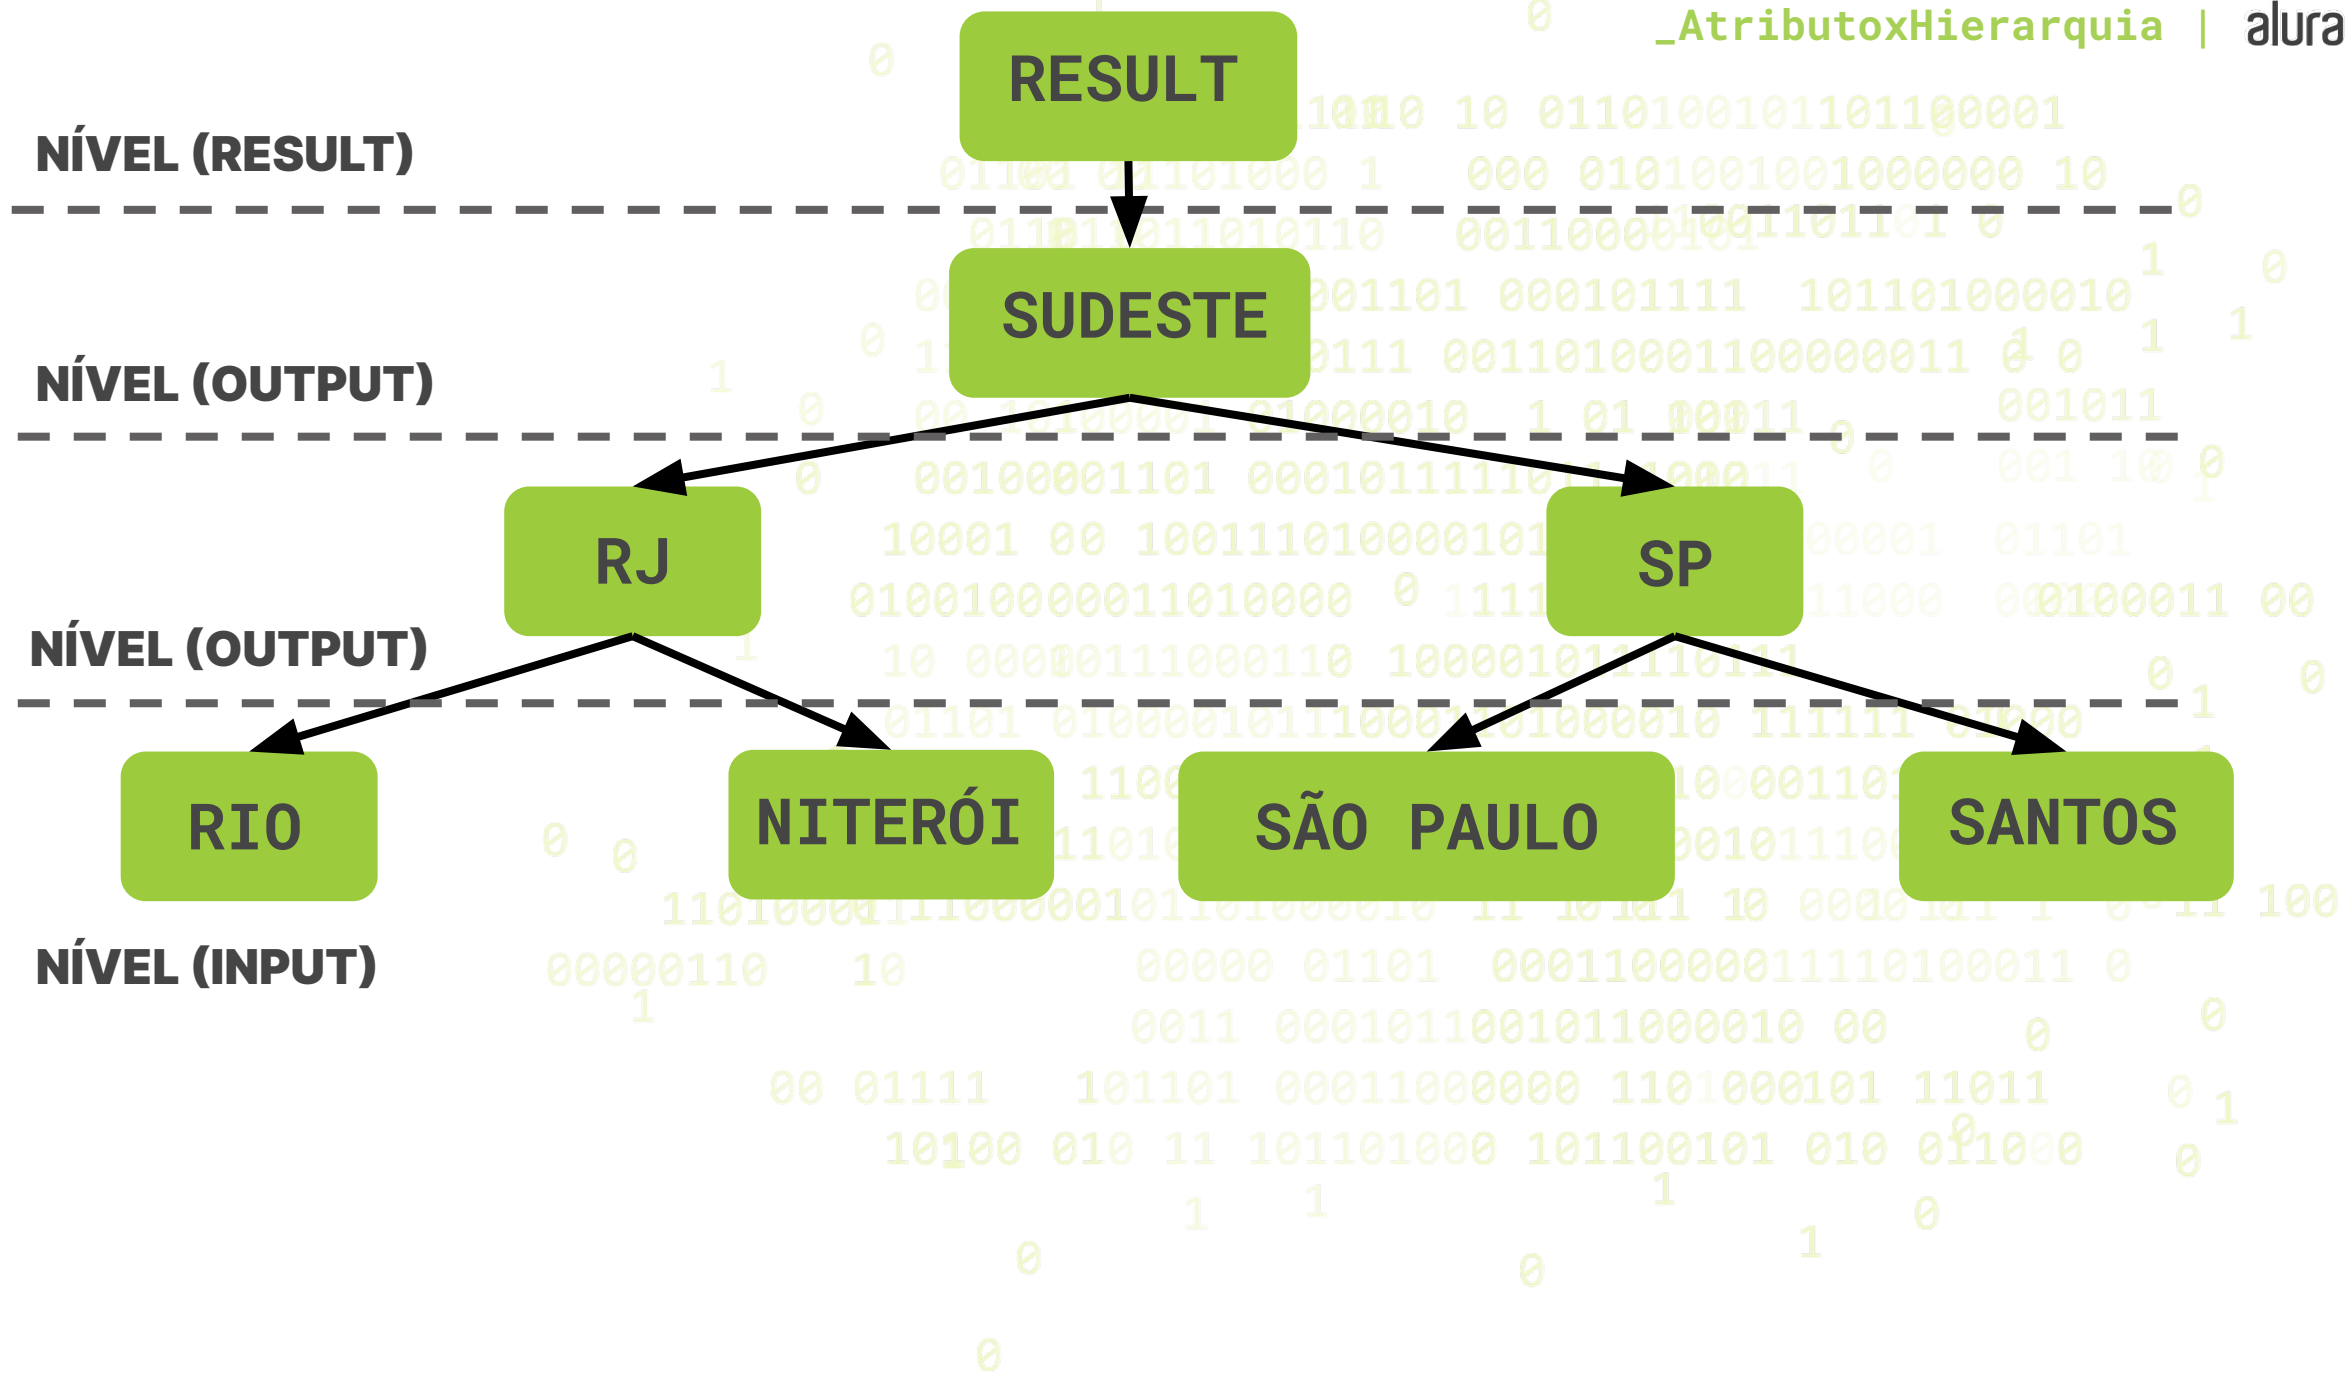 _AtributoxHierarquia | alura
RESULT
NÍVEL (RESULT)
SUDESTE
NÍVEL (OUTPUT)
RJ
SP
NÍVEL (OUTPUT)
RIO
NITERÓI
SÃO PAULO
SANTOS
NÍVEL (INPUT)